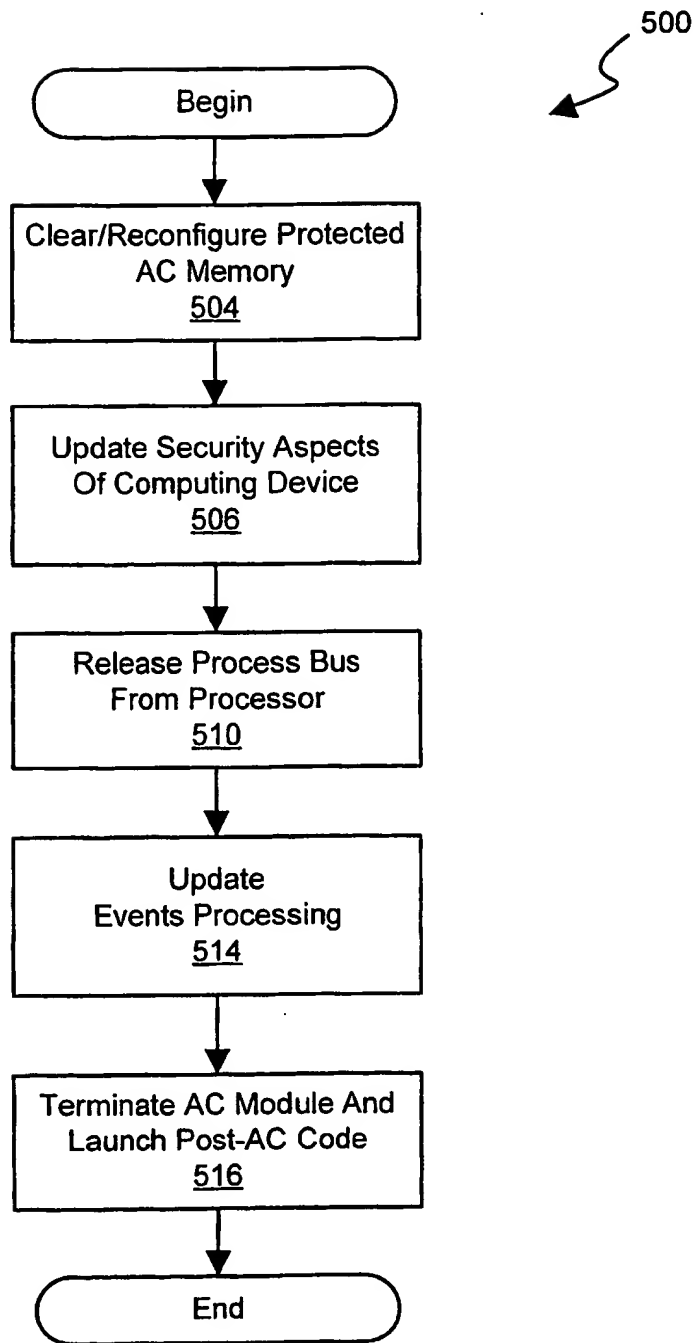 500
Begin
Clear/Reconfigure Protected
AC Memory
504
Update Security Aspects
Of Computing Device
506
Release Process Bus
From Processor
510
Update
Events Processing
514
Terminate AC Module And
Launch Post-AC Code
516
End